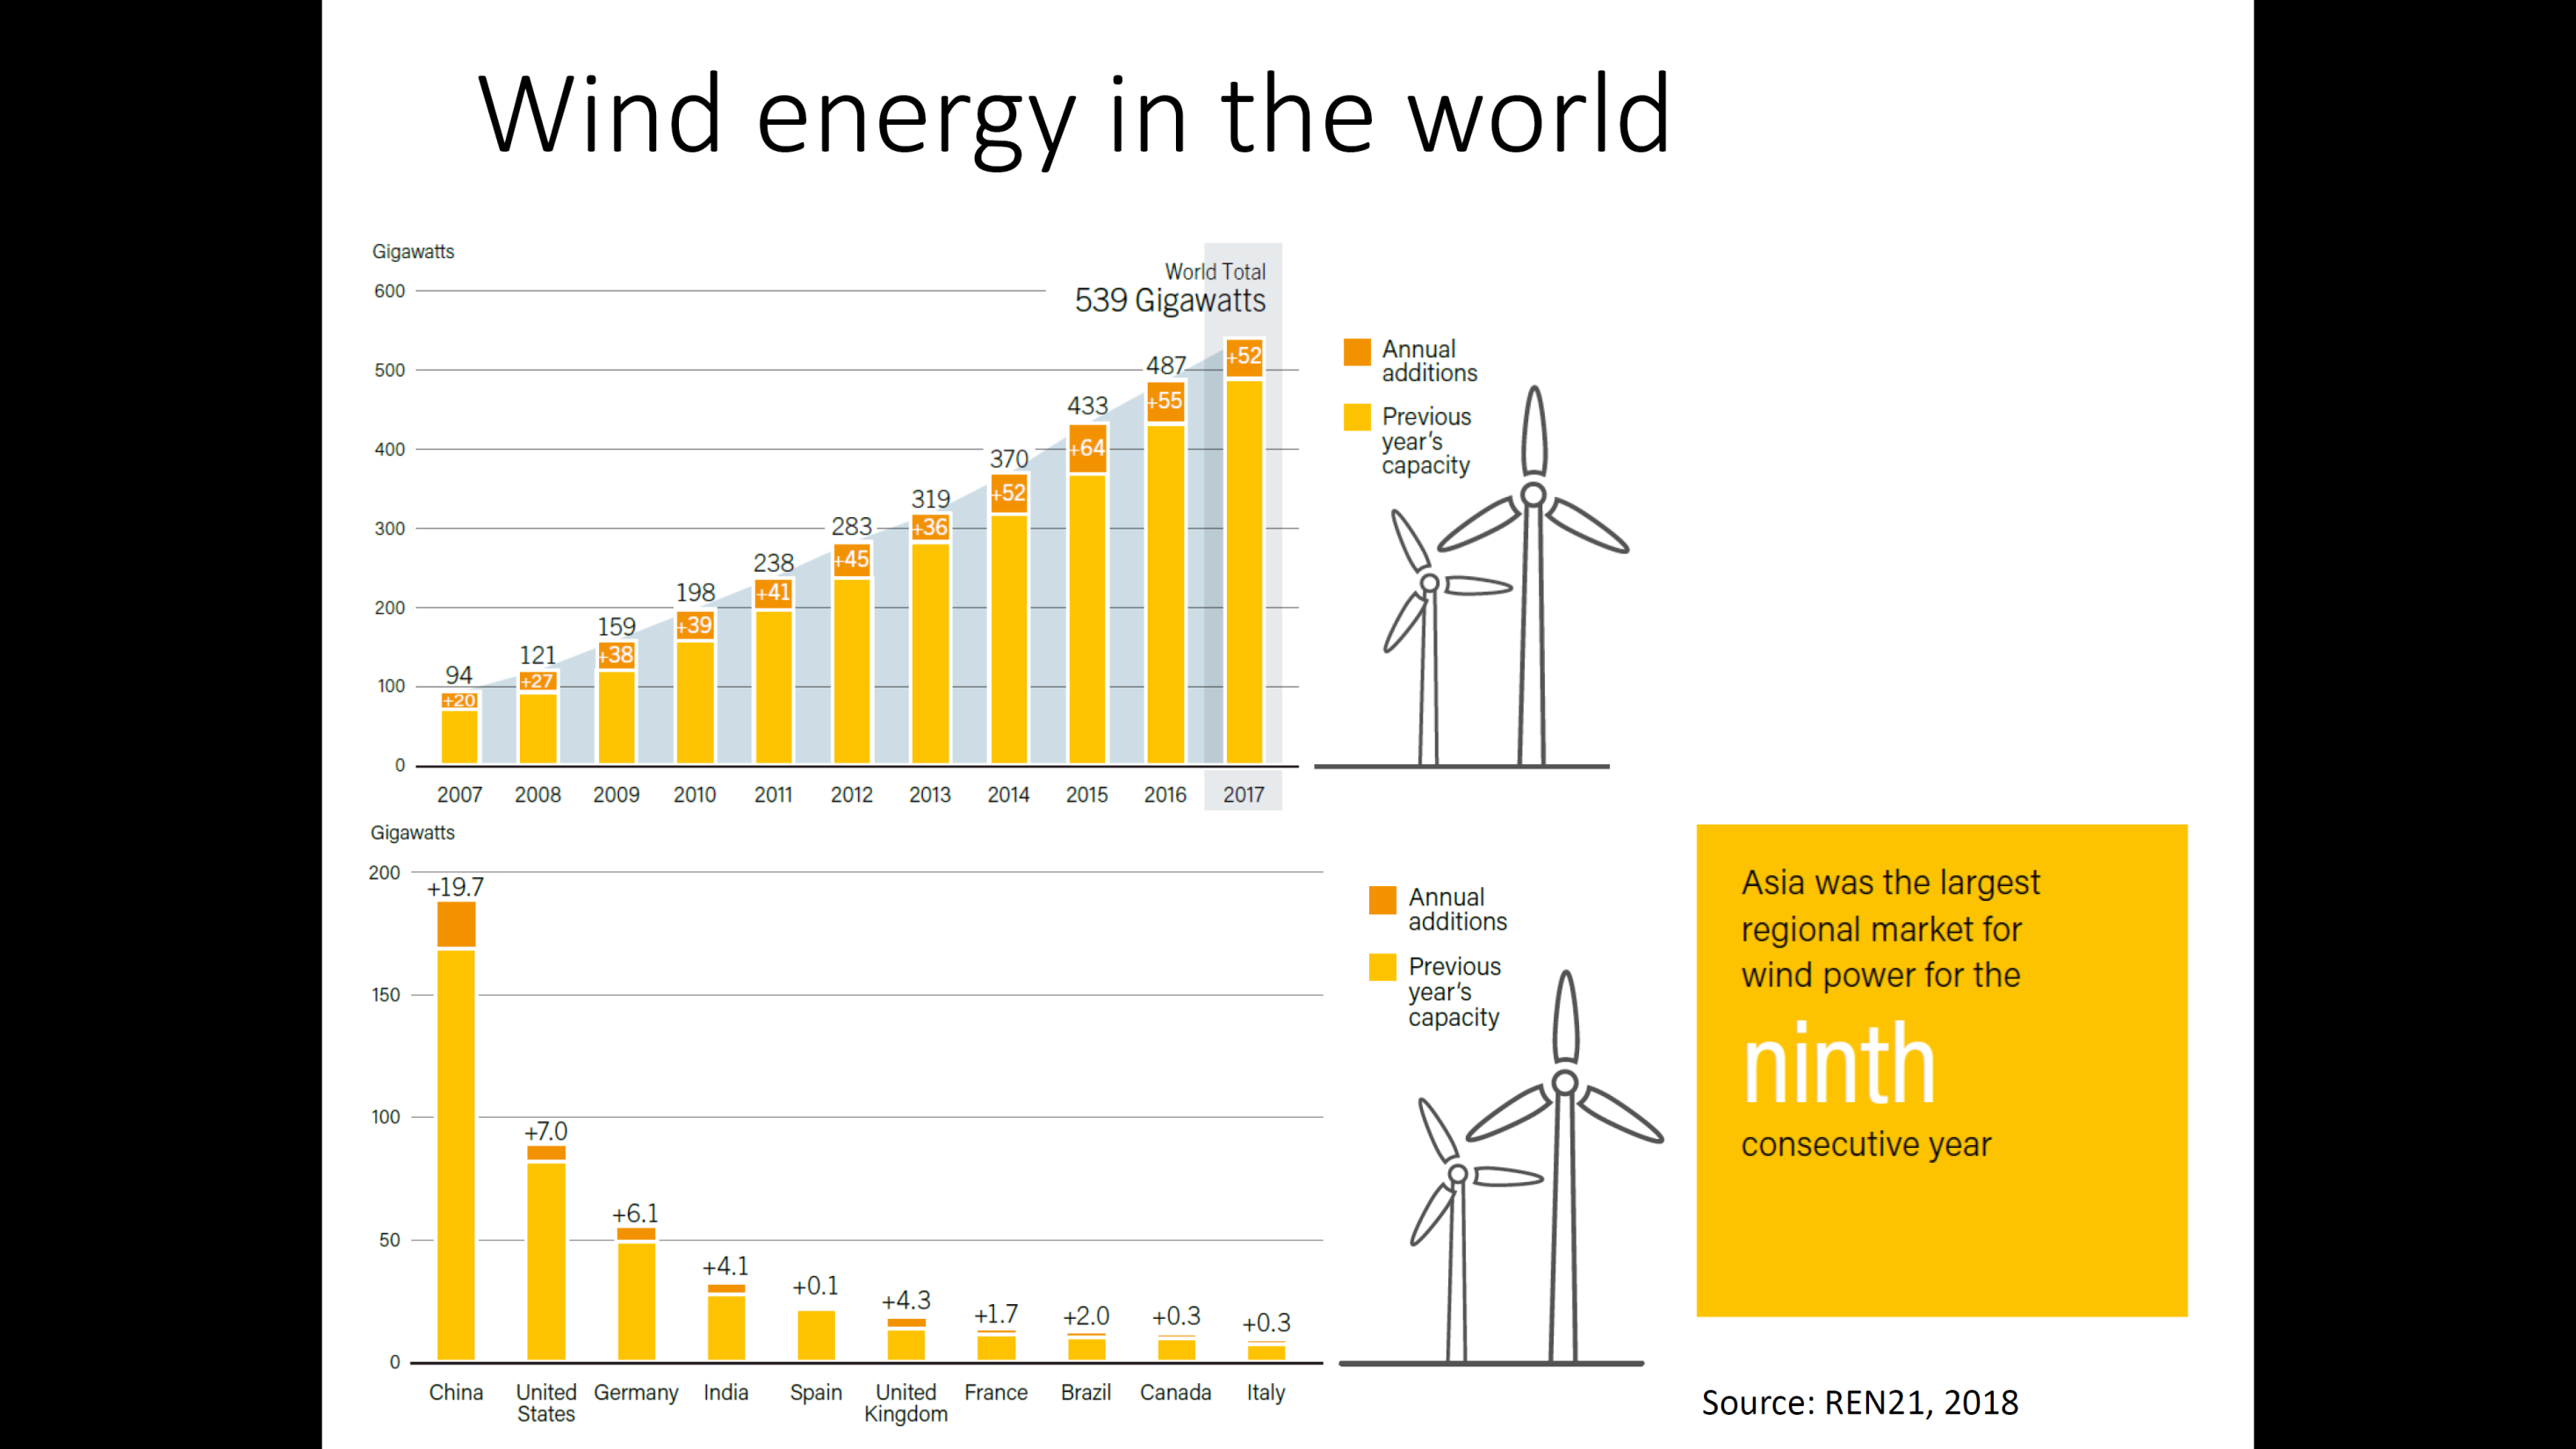 Wind energy in the world
Gigawatts
World Total
539 Gigawatts
600
500
400
300
200
100
0
94
121
159
198
238
283
319
370
433
487
+20
+27
+38
+39
+41
+45
+36
+52
+64
+55
+52
2007 2008 2009 2010 2011 2012 2013 2014 2015 2016 2017
Annual
additions
Previous
year's
capacity
Gigawatts
200
150
100
50
0
+19.7
+7.0
+6.1
+4.1
+0.1
+4.3
+1.7
+2.0
+0.3
+0.3
China
United
States
Germany
India
Spain
United
Kingdom
France
Brazil
Canada
Italy
Annual
additions
Previous
year's
capacity
Asia was the largest
regional market for
wind power for the
ninth
consecutive year
Source: REN21, 2018